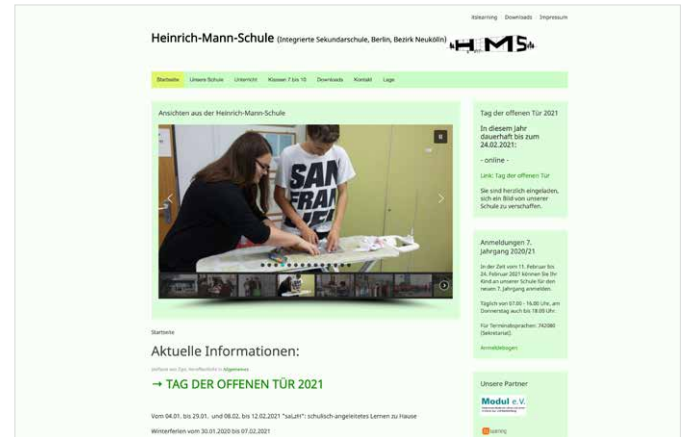 itslearning Downloads Impressum
Heinrich-Mann-Schule (Integrierte Sekundarschule, Berlin, Bezirk Neukölln)
HMS
Startseite Unsere Schule Unterricht Klassen 7 bis 10 Downloads Kontakt Lage
Ansichten aus der Heinrich-Mann-Schule
SAN
FRAN
Startseite
Aktuelle Informationen:
Allgemeines
→ TAG DER OFFENEN TÜR 2021
Vom 04.01. bis 29.01. und 08.02. bis 12.02.2021 "saLzH": schulisch-angeleitetes Lernen zu Hause
Winterferien vom 30.01.2020 bis 07.02.2021
Tag der offenen Tür 2021
In diesem Jahr
dauerhaft bis zum
24.02.2021:
- online -
Link: Tag der offenen Tür
Sie sind herzlich eingeladen,
sich ein Bild von unserer
Schule zu verschaffen.
Anmeldungen 7.
Jahrgang 2020/21
In der Zeit vom 11. Februar bis
24. Februar 2021 können Sie Ihr
Kind an unserer Schule für den
neuen 7. Jahrgang anmelden.
Täglich von 07.00 - 16.00 Uhr, am
Donnerstag auch bis 18.00 Uhr.
Für Terminabsprachen: 742080
(Sekretariat).
Anmeldebogen
Unsere Partner
Modul e.V.